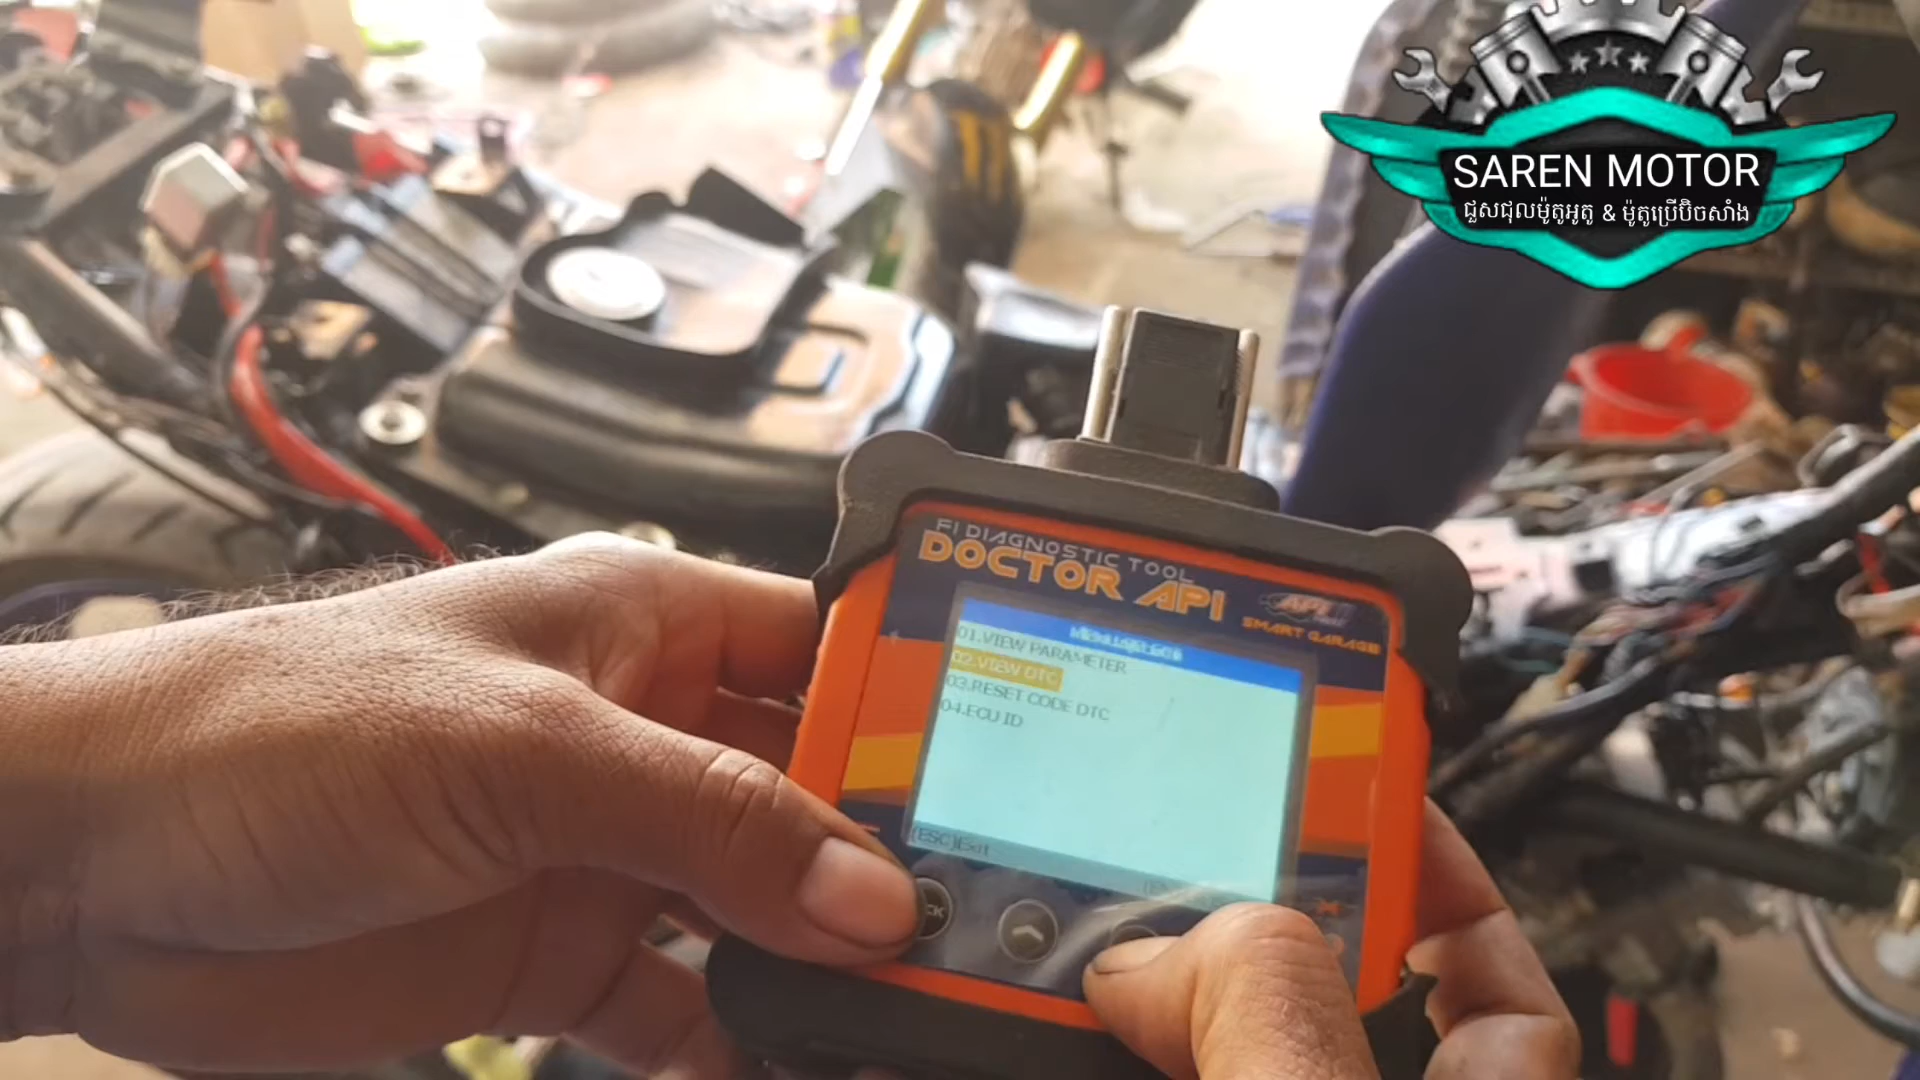 SAREN MOTOR
ជួសជុលម៉ូតូអូតូ & ម៉ូតូប្រើប៊ិចសាំង
FI DIAGNOSTIC TOOL
DOCTOR API
SMART GARAGE
01.VIEW PARAMETER
02.VIEW DTC
03.RESET CODE DTC
04.ECU ID
(ESC)Exit